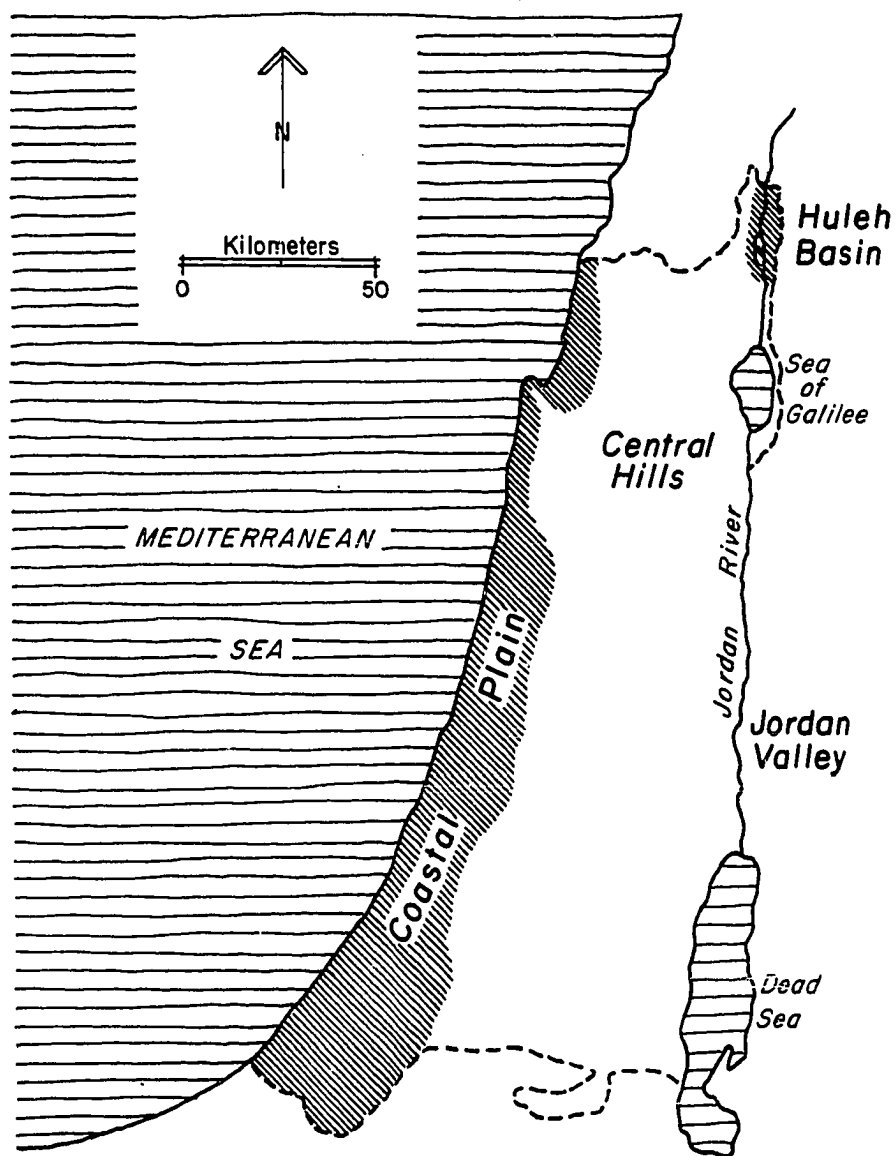 N
Kilometers
0 50
Huleh
Basin
Sea
of
Galilee
Central
Hills
MEDITERRANEAN
SEA
Jordan River
Coastal Plain
Jordan
Valley
Dead
Sea